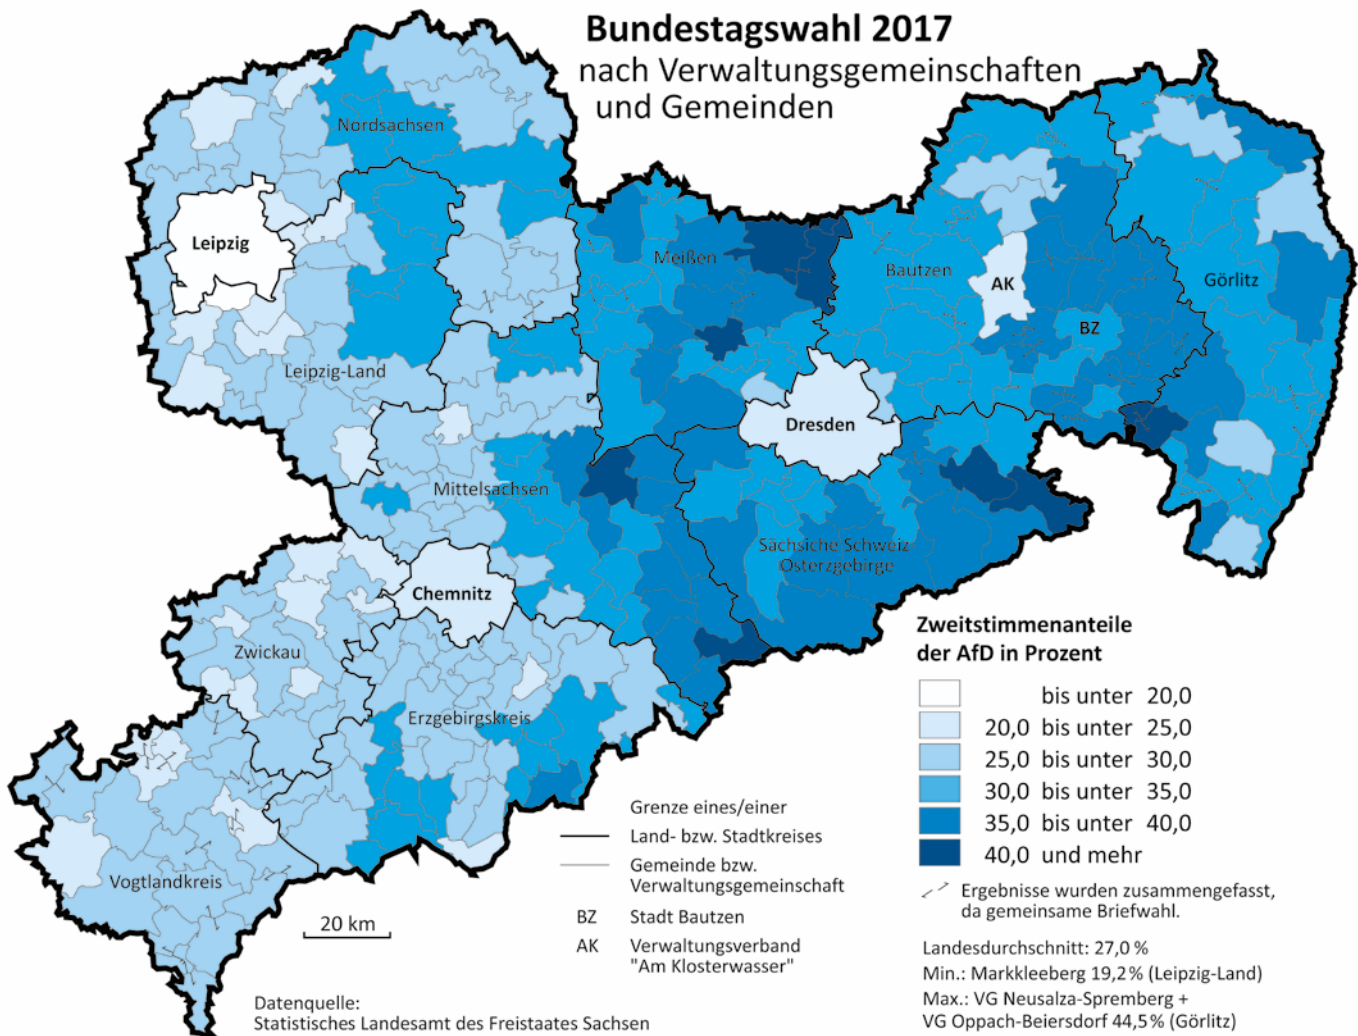 Bundestagswahl 2017
nach Verwaltungsgemeinschaften
und Gemeinden
Nordsachsen
Leipzig
Meißen
Bautzen
AK
Görlitz
BZ
Leipzig-Land
Dresden
Mittelsachsen
Sächsiche Schweiz-
Osterzgebirge
Chemnitz
Zwickau
Erzgebirgskreis
Vogtlandkreis
Zweitstimmenanteile
der AfD in Prozent
bis unter 20,0
20,0 bis unter 25,0
25,0 bis unter 30,0
30,0 bis unter 35,0
35,0 bis unter 40,0
40,0 und mehr
Ergebnisse wurden zusammengefasst,
da gemeinsame Briefwahl.
Landesdurchschnitt: 27,0 %
Min.: Markkleeberg 19,2% (Leipzig-Land)
Max.: VG Neusalza-Spremberg +
VG Oppach-Beiersdorf 44,5% (Görlitz)
Grenze eines/einer
Land- bzw. Stadtkreises
Gemeinde bzw.
Verwaltungsgemeinschaft
BZ Stadt Bautzen
AK Verwaltungsverband
"Am Klosterwasser"
20 km
Datenquelle:
Statistisches Landesamt des Freistaates Sachsen